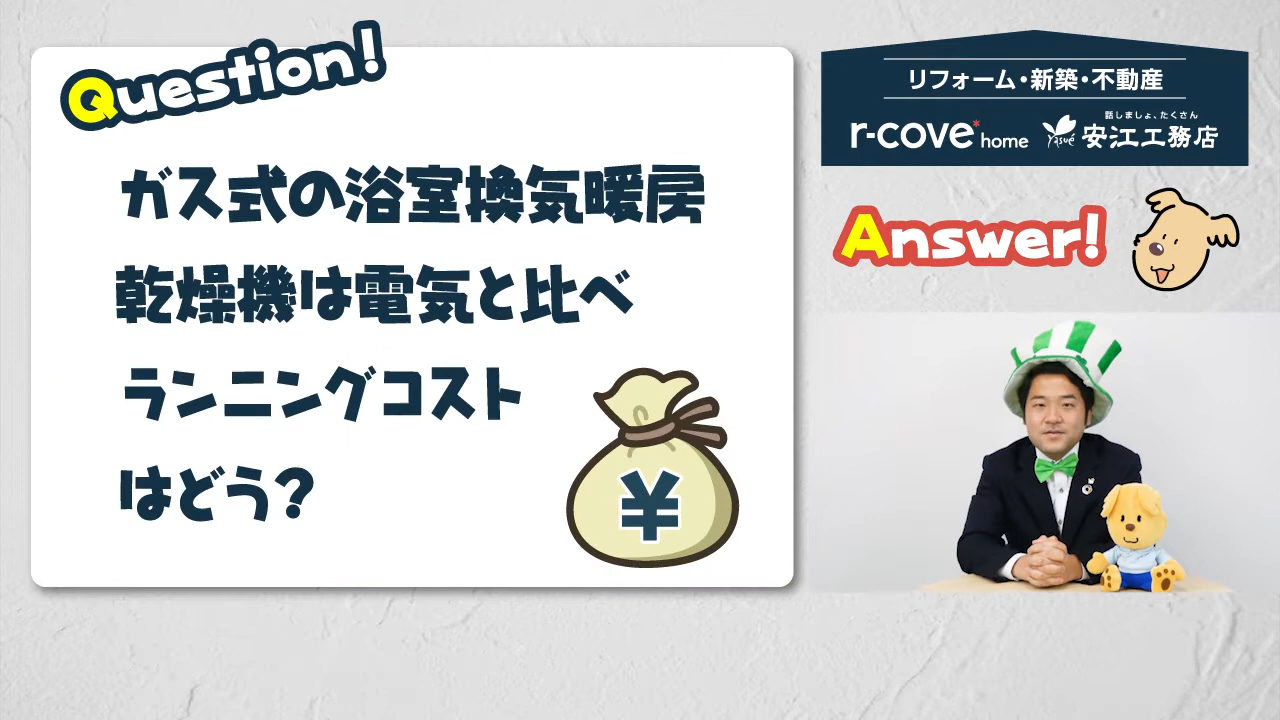 Question!
ガス式の浴室換気暖房
乾燥機は電気と比べ
ランニングコスト
はどう?
¥
リフォーム・新築・不動産
r-cove* home
話しましょ、たくさん
Yasué 安江工務店
Answer!